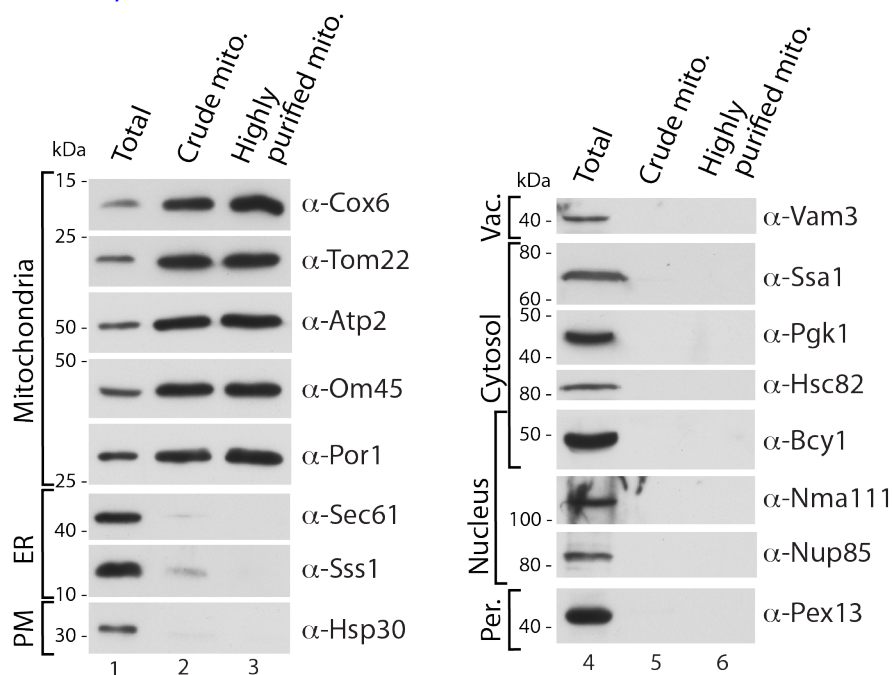 Total
Crude mito.
Highly
purified mito.
kDa
Mitochondria
15 -
α-Cox6
25 -
α-Tom22
50 -
α-Atp2
50 -
α-Om45
α-Por1
25 -
ER
α-Sec61
40 -
α-Sss1
10 -
PM
30 -
α-Hsp30
1 2 3
Total
Crude mito.
Highly
purified mito.
kDa
Vac.
40 -
α-Vam3
Cytosol
80 -
α-Ssa1
60 -
50 -
α-Pgk1
40 -
80 -
α-Hsc82
Nucleus
50 -
α-Bcy1
α-Nma111
100 -
80 -
α-Nup85
Per.
40 -
α-Pex13
4 5 6